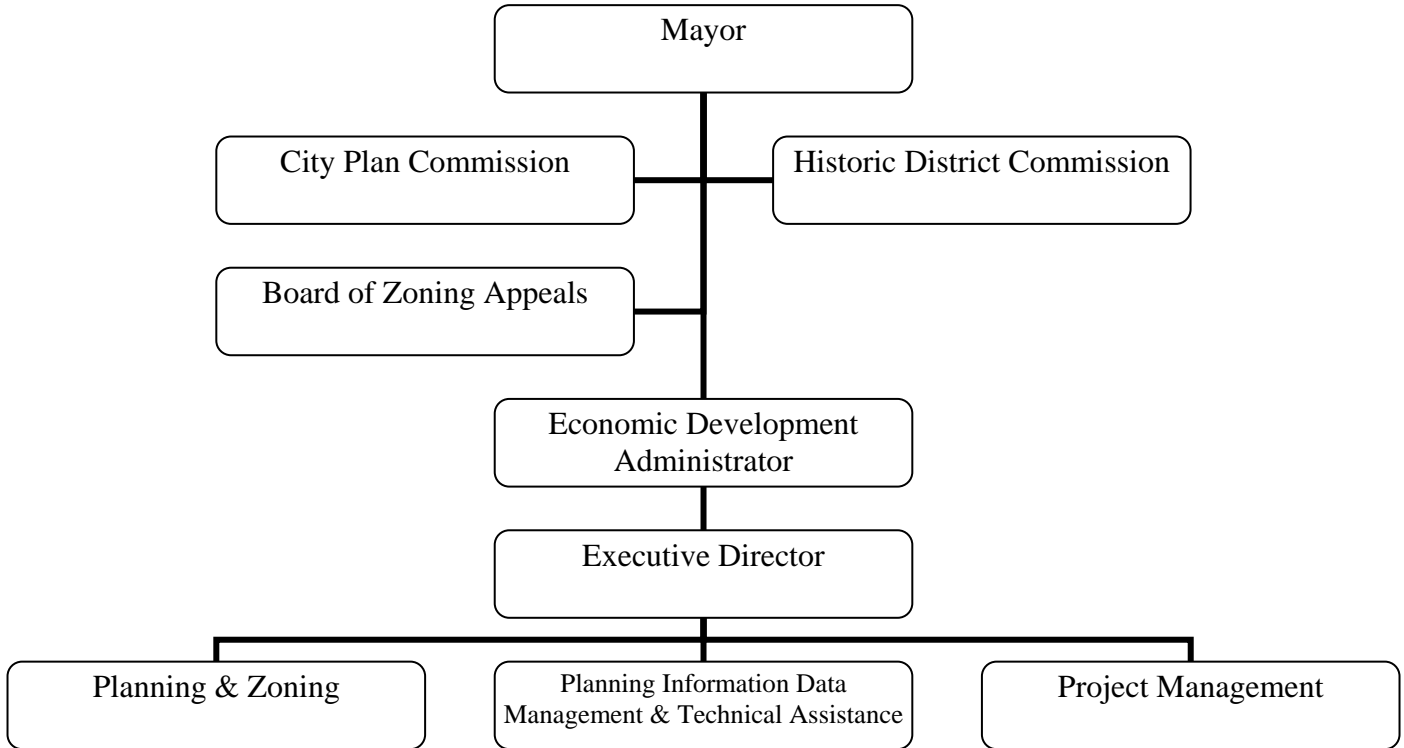 Mayor
City Plan Commission
Historic District Commission
Board of Zoning Appeals
Economic Development
Administrator
Executive Director
Planning & Zoning
Planning Information Data
Management & Technical Assistance
Project Management